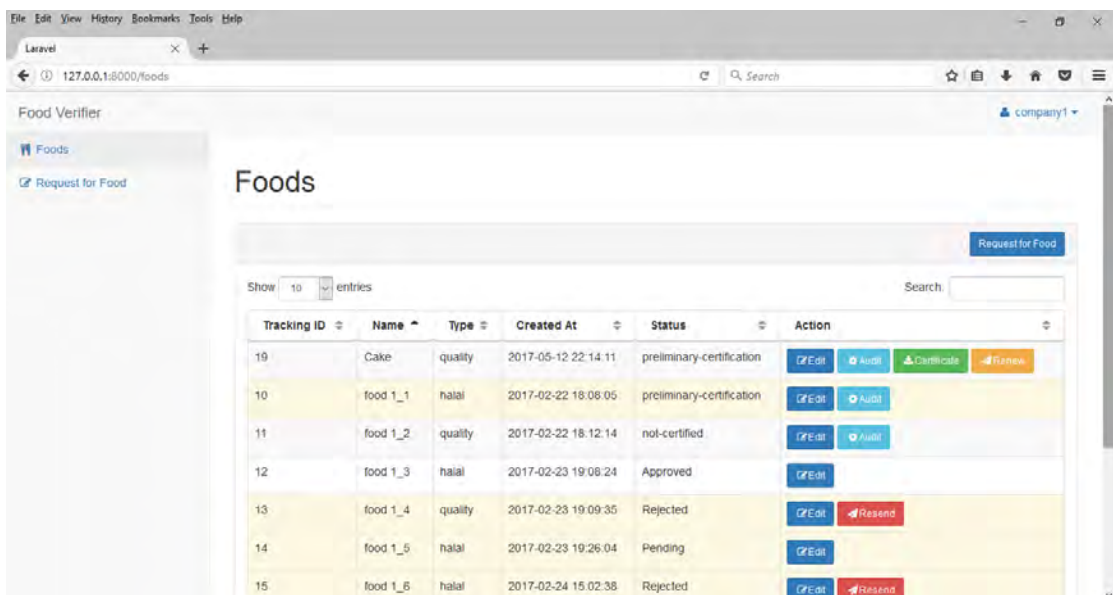 File Edit View History Bookmarks Tools Help
Laravel
127.0.0.1:8000/foods
Search
Food Verifier
company1
Foods
Request for Food
Foods
Request for Food
Show 10 entries
Search:
Tracking ID Name Type Created At Status Action
19 Cake quality 2017-05-12 22:14:11 preliminary-certification Edit Audit Certificate Renew
10 food 1_1 halal 2017-02-22 18:08:05 preliminary-certification Edit Audit
11 food 1_2 quality 2017-02-22 18:12:14 not-certified Edit Audit
12 food 1_3 halal 2017-02-23 19:08:24 Approved Edit
13 food 1_4 quality 2017-02-23 19:09:35 Rejected Edit Resend
14 food 1_5 halal 2017-02-23 19:26:04 Pending Edit
15 food 1_6 halal 2017-02-24 15:02:38 Rejected Edit Resend